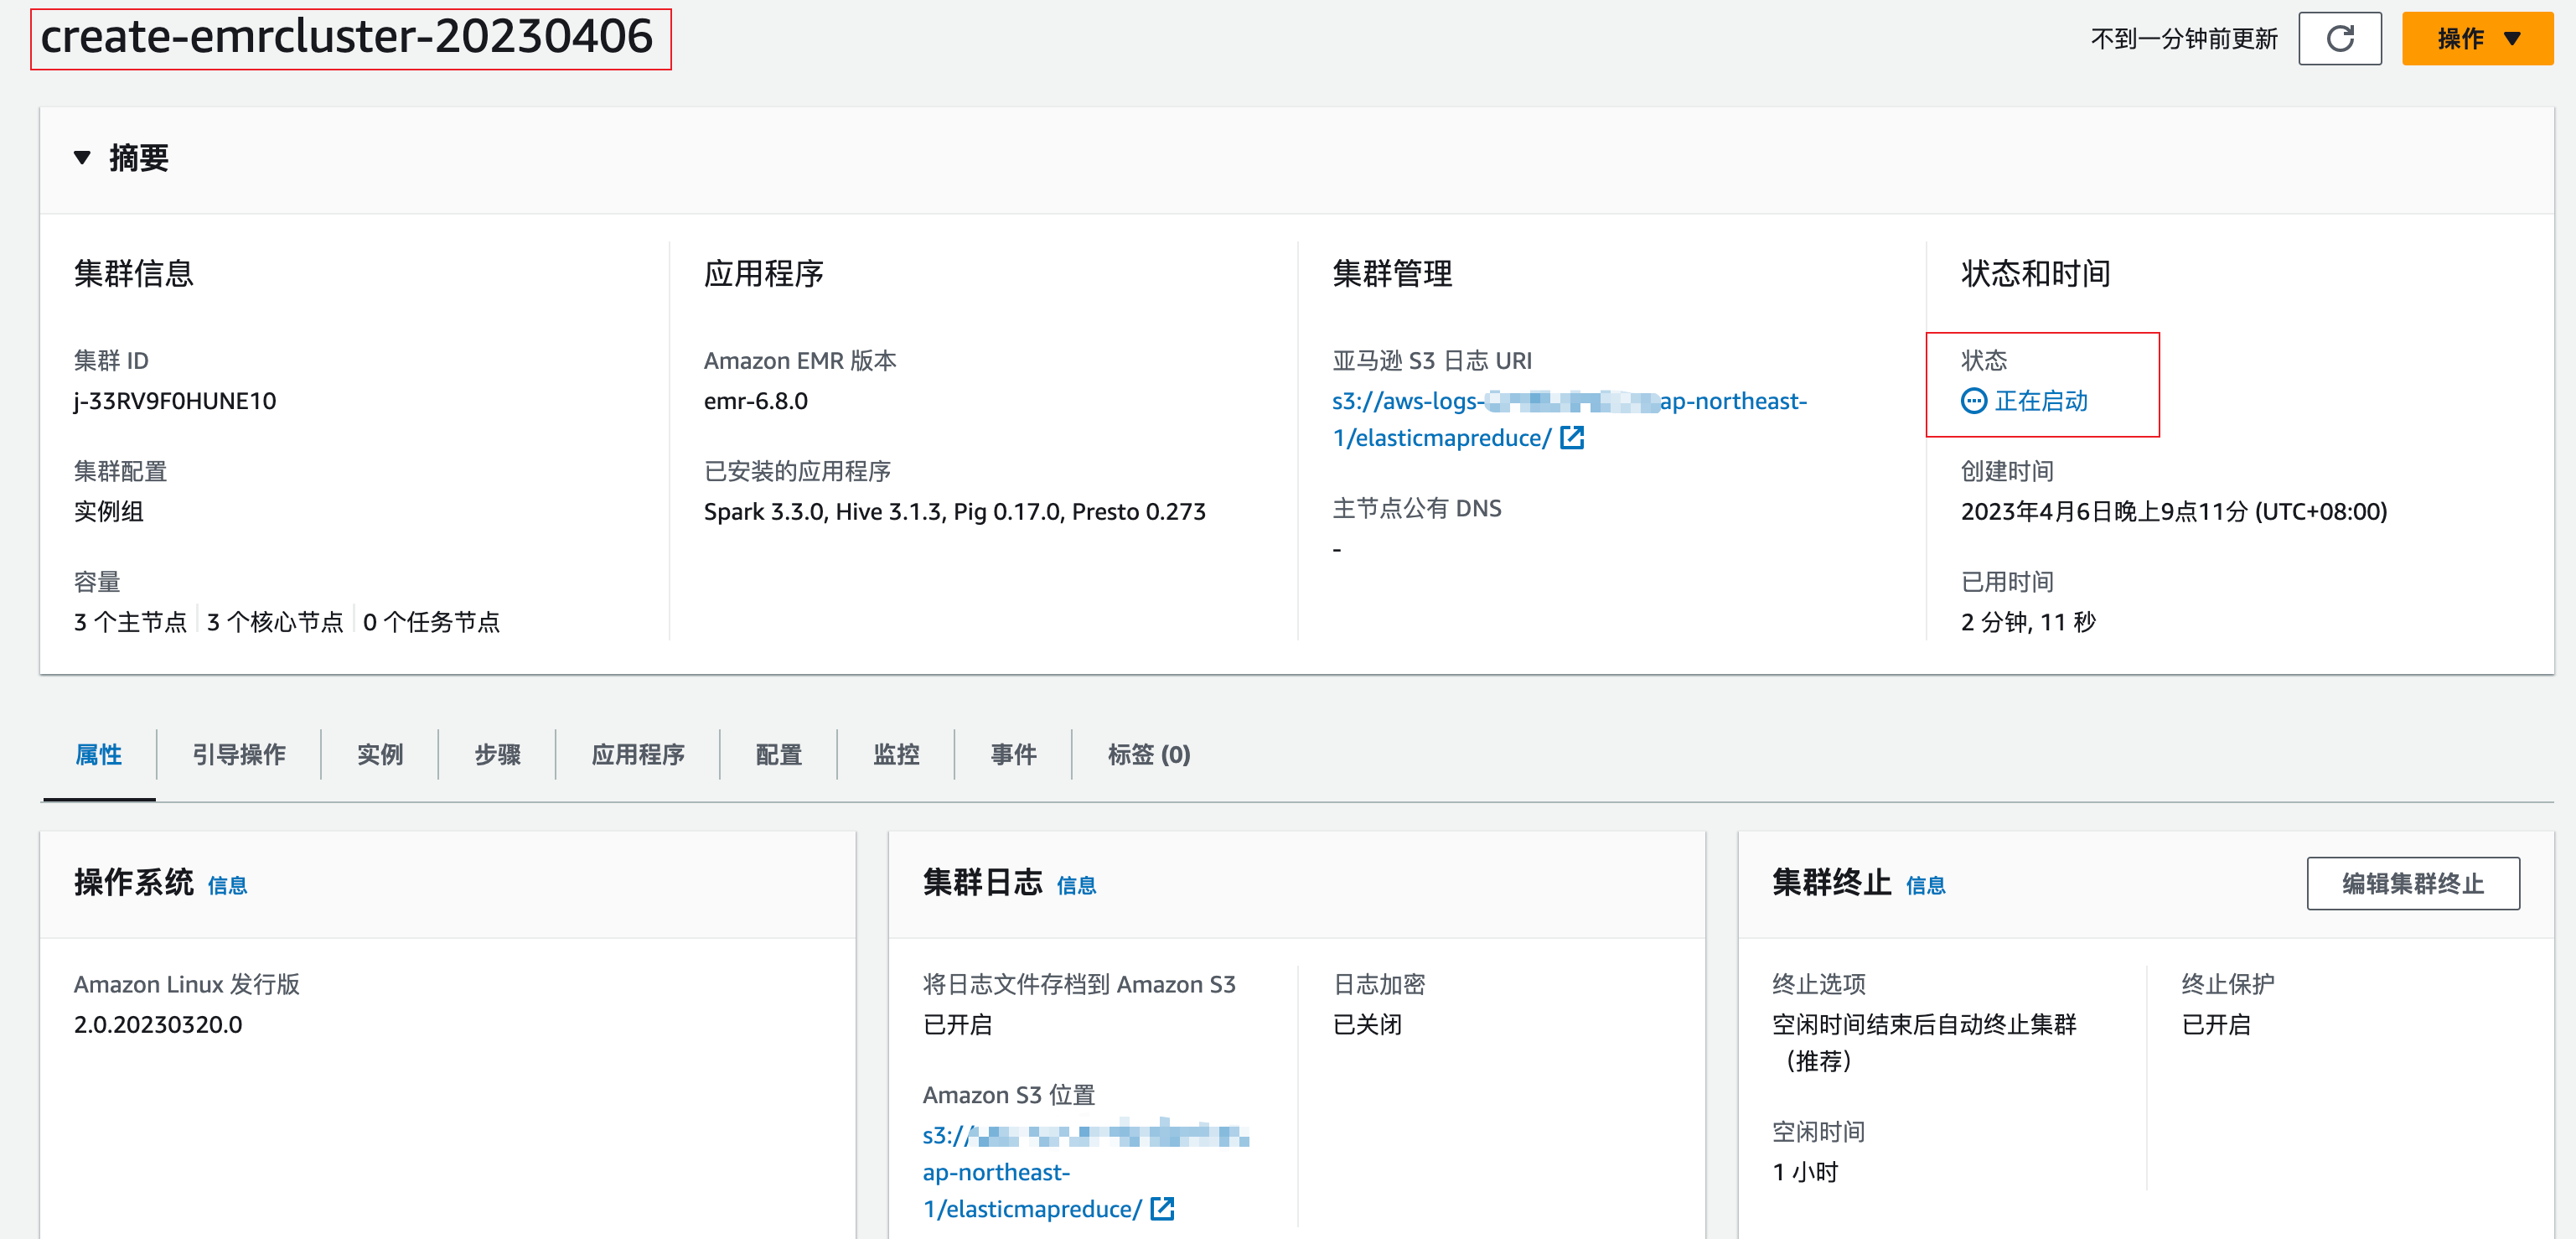 create-emrcluster-20230406
不到一分钟前更新
操作
摘要
集群信息
集群 ID
j-33RV9F0HUNE10
集群配置
实例组
容量
3 个主节点 3 个核心节点 0 个任务节点
应用程序
Amazon EMR 版本
emr-6.8.0
已安装的应用程序
Spark 3.3.0, Hive 3.1.3, Pig 0.17.0, Presto 0.273
集群管理
亚马逊 S3 日志 URI
s3://aws-logs- ap-northeast-
1/elasticmapreduce/
主节点公有 DNS
-
状态和时间
状态
正在启动
创建时间
2023年4月6日晚上9点11分 (UTC+08:00)
已用时间
2 分钟, 11 秒
属性 引导操作 实例 步骤 应用程序 配置 监控 事件 标签 (0)
操作系统 信息
Amazon Linux 发行版
2.0.20230320.0
集群日志 信息
将日志文件存档到 Amazon S3
已开启
Amazon S3 位置
s3://
ap-northeast-
1/elasticmapreduce/
日志加密
已关闭
集群终止 信息
编辑集群终止
终止选项
空闲时间结束后自动终止集群
（推荐）
空闲时间
1 小时
终止保护
已开启